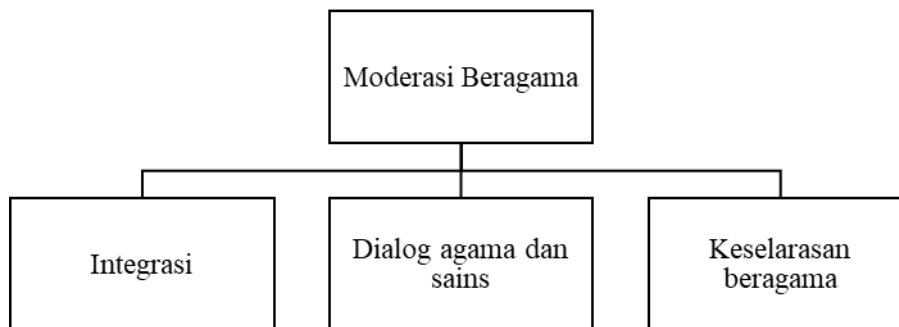 Moderasi Beragama
Integrasi
Dialog agama dan
sains
Keselarasan
beragama